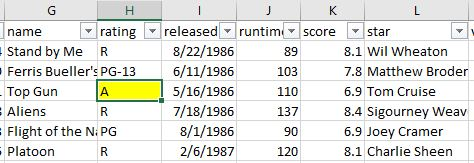 G H I J K L
name rating released runtime score star
Stand by Me R 8/22/1986 89 8.1 Wil Wheaton
Ferris Bueller's PG-13 6/11/1986 103 7.8 Matthew Broder
Top Gun A 5/16/1986 110 6.9 Tom Cruise
Aliens R 7/18/1986 137 8.4 Sigourney Weav
Flight of the Na PG 8/1/1986 90 6.9 Joey Cramer
Platoon R 2/6/1987 120 8.1 Charlie Sheen